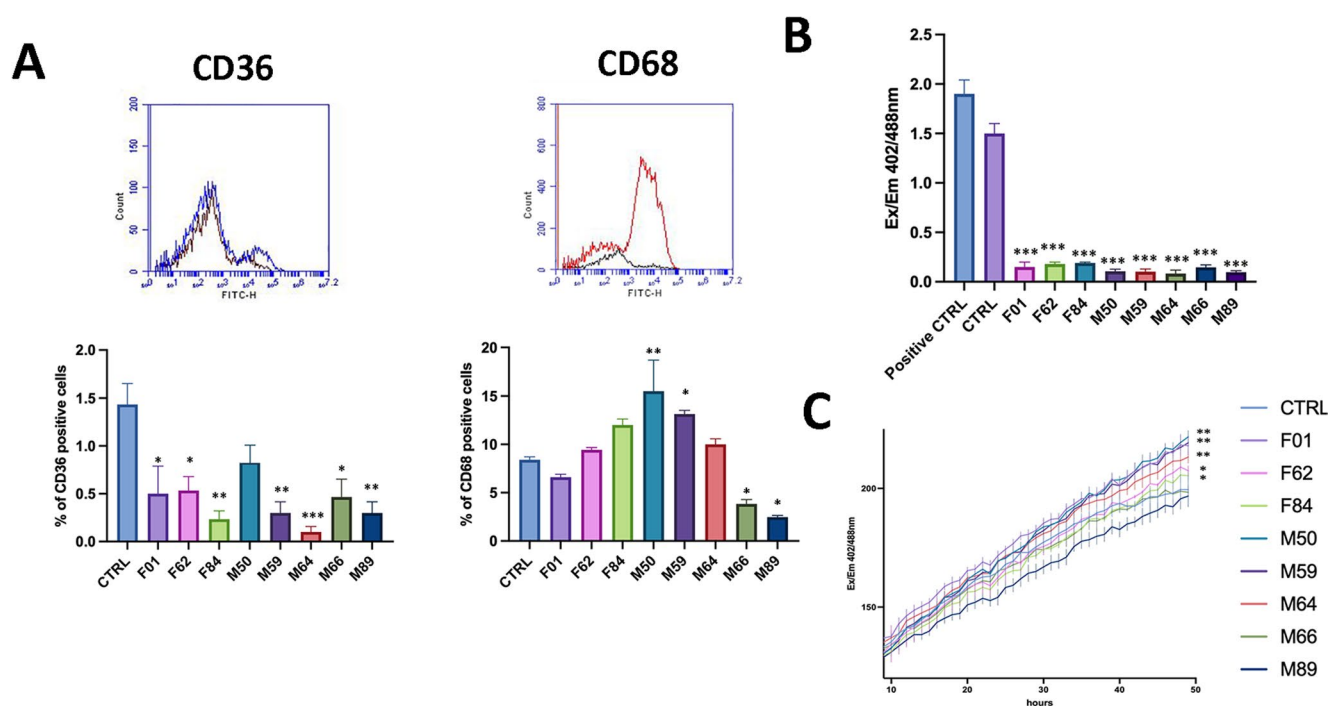 A
CD36
CD68
B
200
150
100
50
0
Count
FITC-H
800
600
400
200
0
Count
FITC-H
2.5
2.0
1.5
1.0
0.5
0.0
Ex/Em 402/488nm
*** *** *** *** *** *** *** ***
Positive CTRL CTRL F01 F62 F84 M50 M59 M64 M66 M89
2.0
1.5
1.0
0.5
0.0
% of CD36 positive cells
* * ** ** *** * **
CTRL F01 F62 F84 M50 M59 M64 M66 M89
20
15
10
5
0
% of CD68 positive cells
** * * *
CTRL F01 F62 F84 M50 M59 M64 M66 M89
C
200
150
Ex/Em 402/488nm
10 20 30 40 50
hours
**
**
**
*
*
CTRL
F01
F62
F84
M50
M59
M64
M66
M89